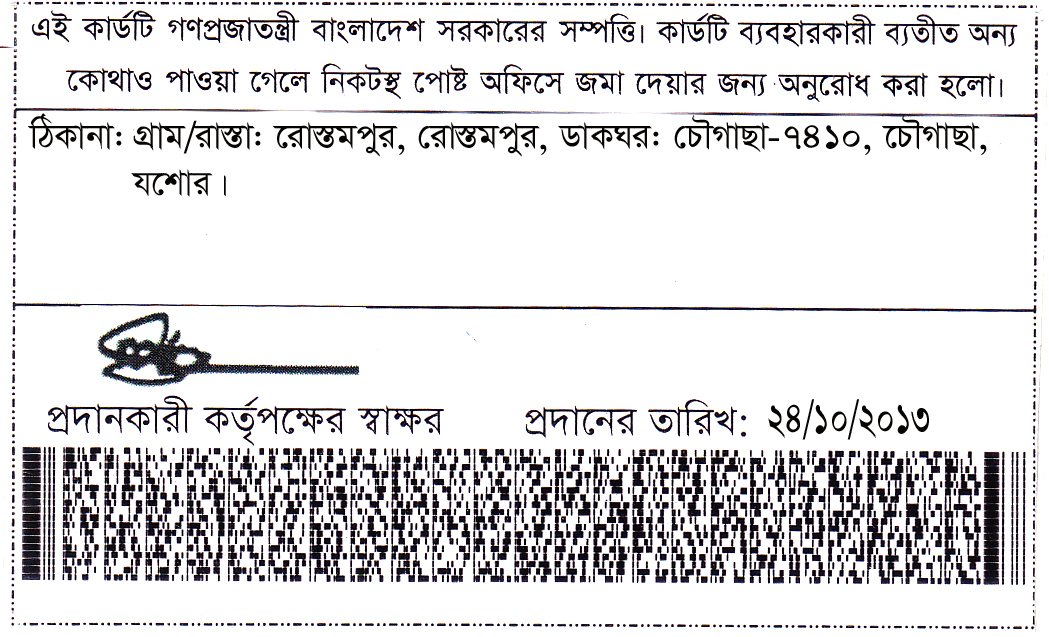 এই কার্ডটি গণপ্রজাতন্ত্রী বাংলাদেশ সরকারের সম্পত্তি। কার্ডটি ব্যবহারকারী ব্যতীত অন্য
কোথাও পাওয়া গেলে নিকটস্থ পোষ্ট অফিসে জমা দেয়ার জন্য অনুরোধ করা হলো।
ঠিকানা: গ্রাম/রাস্তা: রোস্তমপুর, রোস্তমপুর, ডাকঘর: চৌগাছা-৭৪১০, চৌগাছা,
যশোর।
প্রদানকারী কর্তৃপক্ষের স্বাক্ষর প্রদানের তারিখ: ২৪/১০/২০১৩